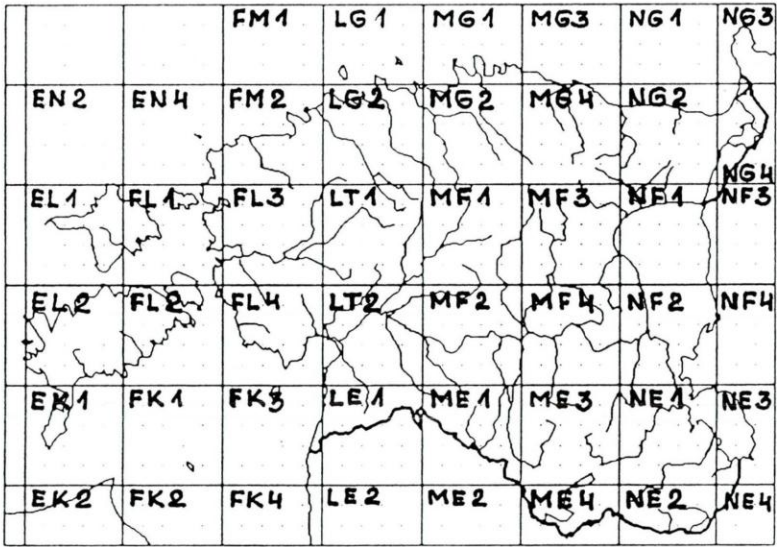 FM1 LG1 MG1 MG3 NG1 NG3
EN2 EN4 FM2 LG2 MG2 MG4 NG2
NG4
EL1 FL1 FL3 LT1 MF1 MF3 NF1 NF3
EL2 FL2 FL4 LT2 MF2 MF4 NF2 NF4
EK1 FK1 FK3 LE1 ME1 ME3 NE1 NE3
EK2 FK2 FK4 LE2 ME2 ME4 NE2 NE4